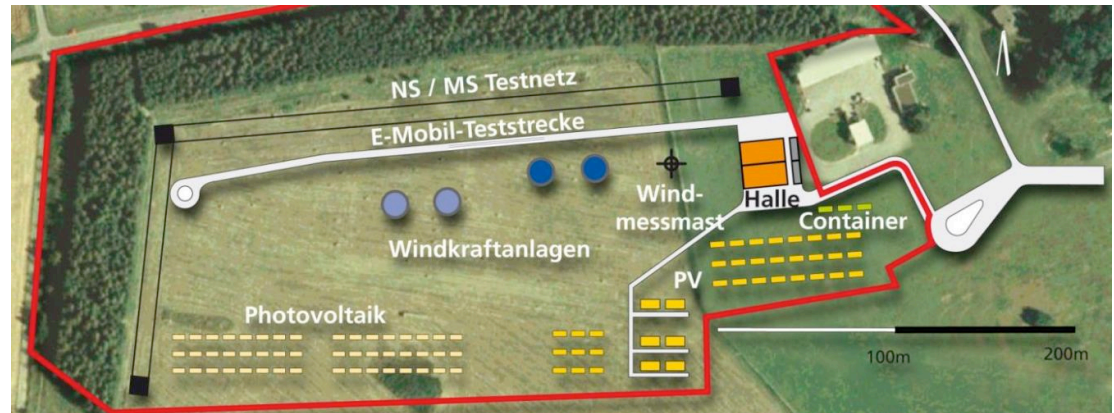 NS / MS Testnetz
E-Mobil-Teststrecke
Wind-
messmast
Halle
Container
Windkraftanlagen
PV
Photovoltaik
100m
200m